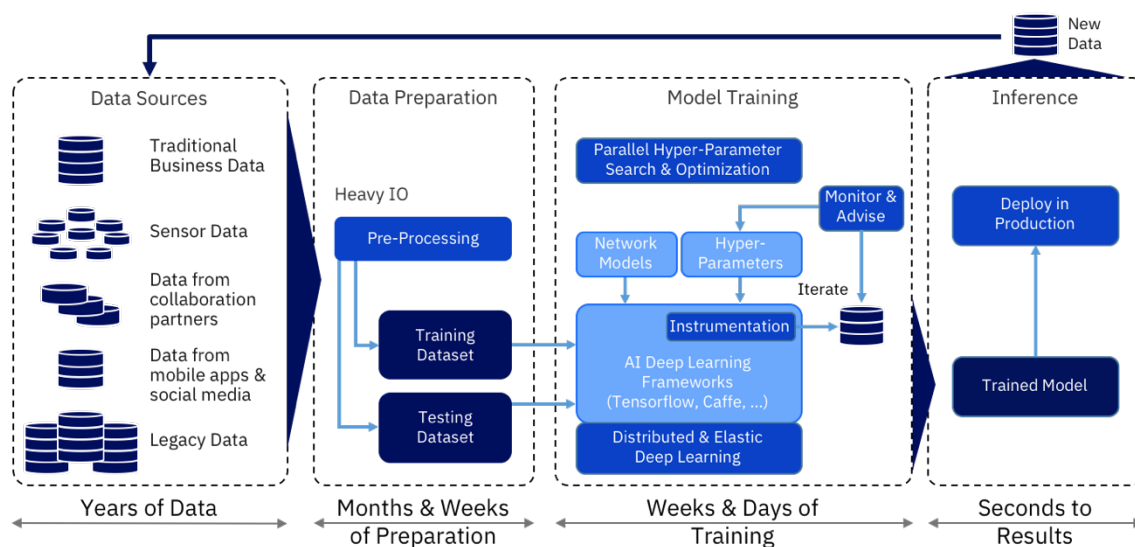 New
Data
Data Sources
Traditional
Business Data
Sensor Data
Data from
collaboration
partners
Data from
mobile apps &
social media
Legacy Data
Years of Data
Data Preparation
Heavy IO
Pre-Processing
Training
Dataset
Testing
Dataset
Months & Weeks
of Preparation
Model Training
Parallel Hyper-Parameter
Search & Optimization
Monitor &
Advise
Network
Models
Hyper-
Parameters
Iterate
Instrumentation
AI Deep Learning
Frameworks
(Tensorflow, Caffe, ...)
Distributed & Elastic
Deep Learning
Weeks & Days of
Training
Inference
Deploy in
Production
Trained Model
Seconds to
Results